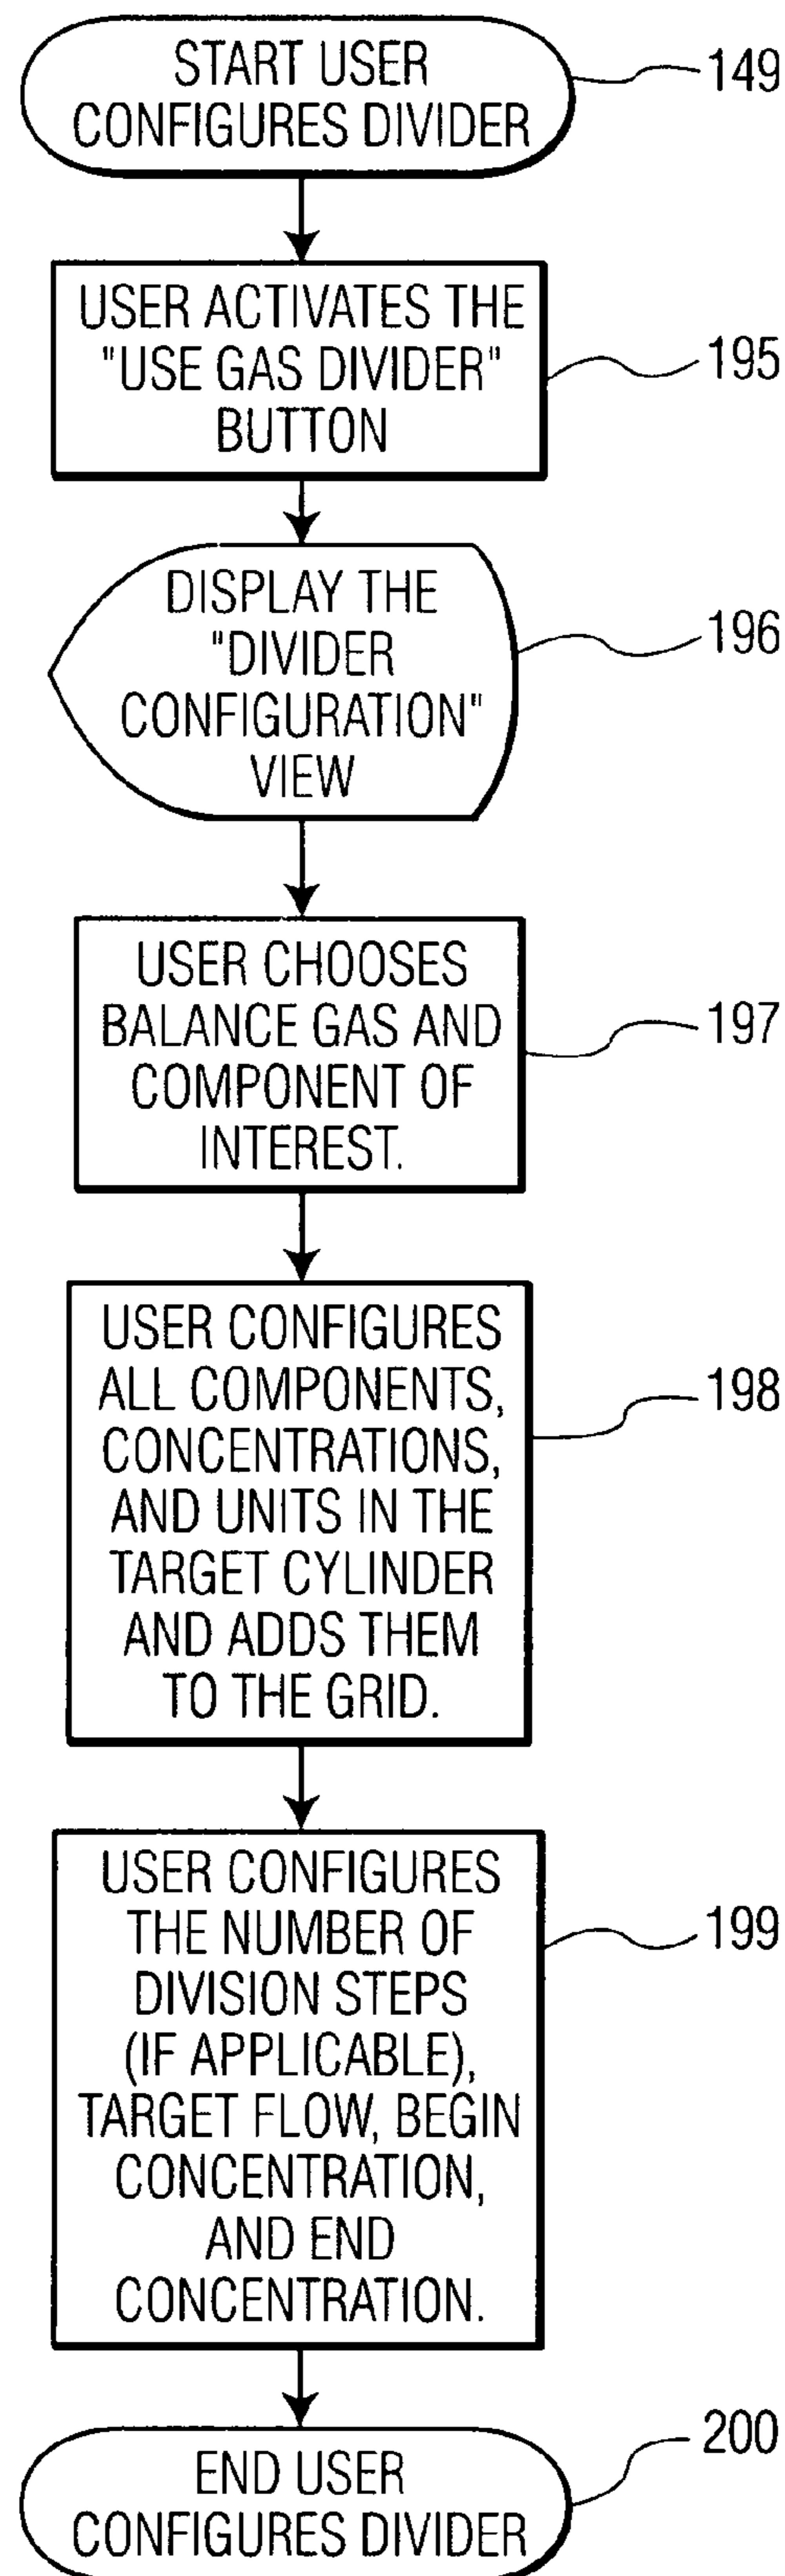 START USER
CONFIGURES DIVIDER
149
USER ACTIVATES THE
"USE GAS DIVIDER"
BUTTON
195
DISPLAY THE
"DIVIDER
CONFIGURATION"
VIEW
196
USER CHOOSES
BALANCE GAS AND
COMPONENT OF
INTEREST.
197
USER CONFIGURES
ALL COMPONENTS,
CONCENTRATIONS,
AND UNITS IN THE
TARGET CYLINDER
AND ADDS THEM
TO THE GRID.
198
USER CONFIGURES
THE NUMBER OF
DIVISION STEPS
(IF APPLICABLE),
TARGET FLOW, BEGIN
CONCENTRATION,
AND END
CONCENTRATION.
199
END USER
CONFIGURES DIVIDER
200